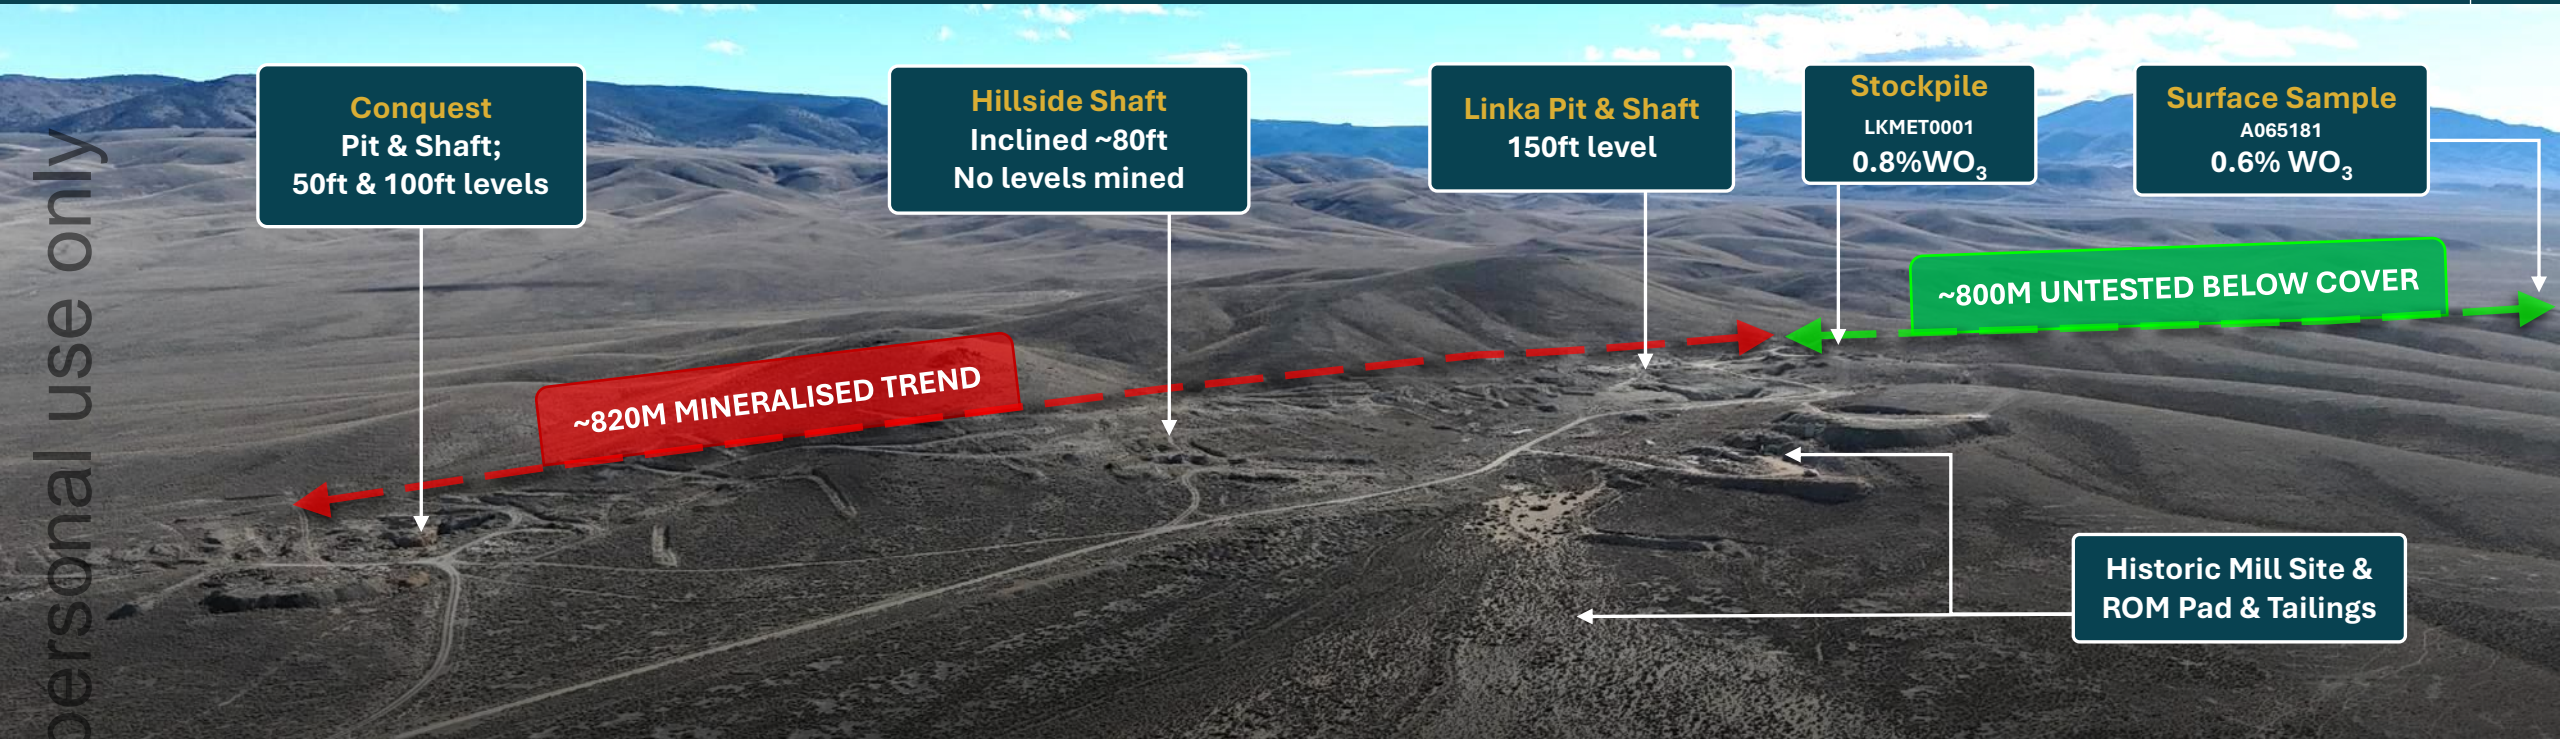 Conquest
Pit & Shaft;
50ft & 100ft levels
Hillside Shaft
Inclined ~80ft
No levels mined
Linka Pit & Shaft
150ft level
Stockpile
LKMET0001
0.8%WO₃
Surface Sample
A065181
0.6% WO₃
~800M UNTESTED BELOW COVER
~820M MINERALISED TREND
Historic Mill Site &
ROM Pad & Tailings
personal use only